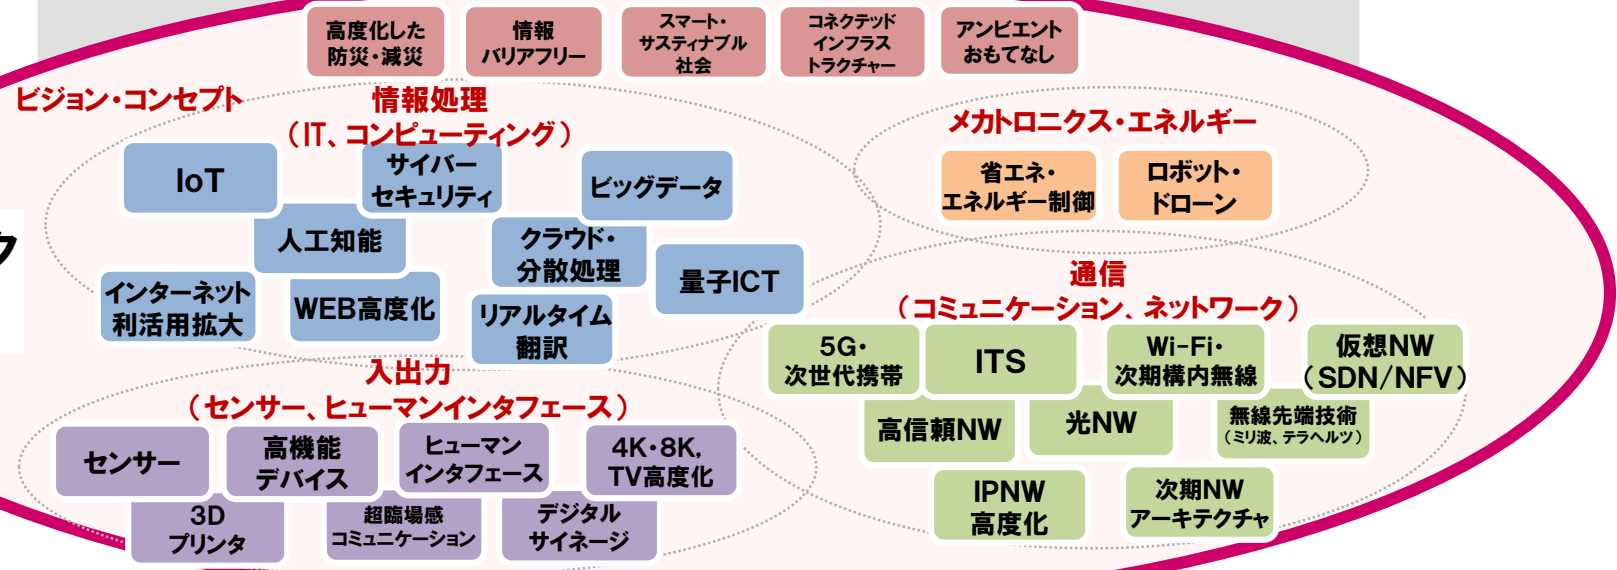 高度化した
防災・減災
情報
バリアフリー
スマート・
サスティナブル
社会
コネクテッド
インフラス
トラクチャー
アンビエント
おもてなし
ビジョン・コンセプト
情報処理
（IT、コンピューティング）
IoT
サイバー
セキュリティ
ビッグデータ
人工知能
クラウド・
分散処理
量子ICT
インターネット
利活用拡大
WEB高度化
リアルタイム
翻訳
メカトロニクス・エネルギー
省エネ・
エネルギー制御
ロボット・
ドローン
ク
通信
（コミュニケーション、ネットワーク）
5G・
次世代携帯
ITS
Wi-Fi・
次期構内無線
仮想NW
（SDN/NFV）
高信頼NW
光NW
無線先端技術
（ミリ波、テラヘルツ）
IPNW
高度化
次期NW
アーキテクチャ
入出力
（センサー、ヒューマンインタフェース）
センサー
高機能
デバイス
ヒューマン
インタフェース
4K・8K,
TV高度化
3D
プリンタ
超臨場感
コミュニケーション
デジタル
サイネージ